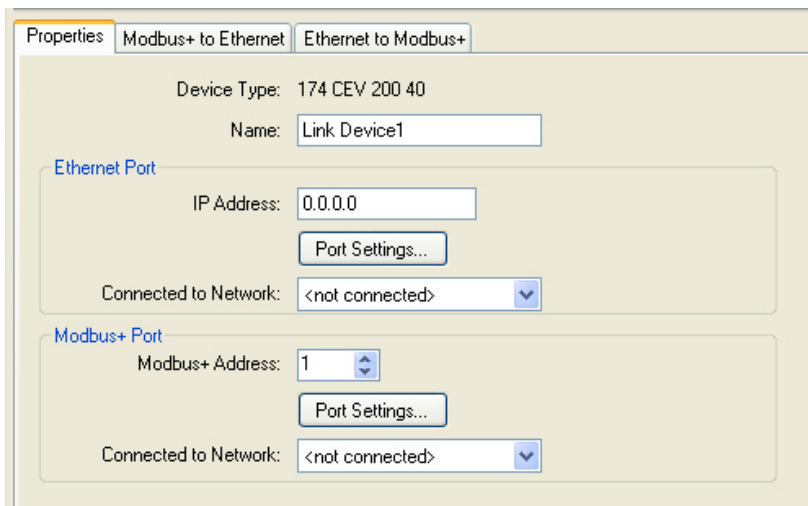 Properties Modbus+ to Ethernet Ethernet to Modbus+
Device Type: 174 CEV 200 40
Name: Link Device1
Ethernet Port
IP Address: 0.0.0.0
Port Settings...
Connected to Network: <not connected>
Modbus+ Port
Modbus+ Address: 1
Port Settings...
Connected to Network: <not connected>